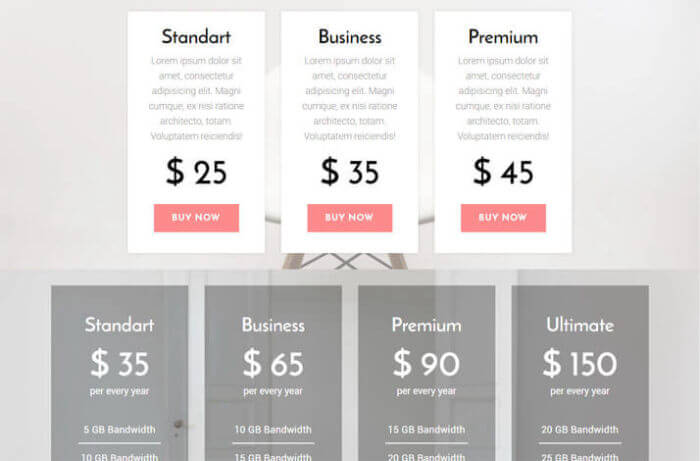 Standart
Lorem ipsum dolor sit
amet, consectetur
adipisicing elit. Magni
cumque, ex nisi ratione
architecto, totam.
Voluptatem reiciendis!
$ 25
BUY NOW
Business
Lorem ipsum dolor sit
amet, consectetur
adipisicing elit. Magni
cumque, ex nisi ratione
architecto, totam.
Voluptatem reiciendis!
$ 35
BUY NOW
Premium
Lorem ipsum dolor sit
amet, consectetur
adipisicing elit. Magni
cumque, ex nisi ratione
architecto, totam.
Voluptatem reiciendis!
$ 45
BUY NOW
Standart
$ 35
per every year
5 GB Bandwidth
10 GB Bandwidth
Business
$ 65
per every year
10 GB Bandwidth
15 GB Bandwidth
Premium
$ 90
per every year
15 GB Bandwidth
20 GB Bandwidth
Ultimate
$ 150
per every year
20 GB Bandwidth
25 GB Bandwidth